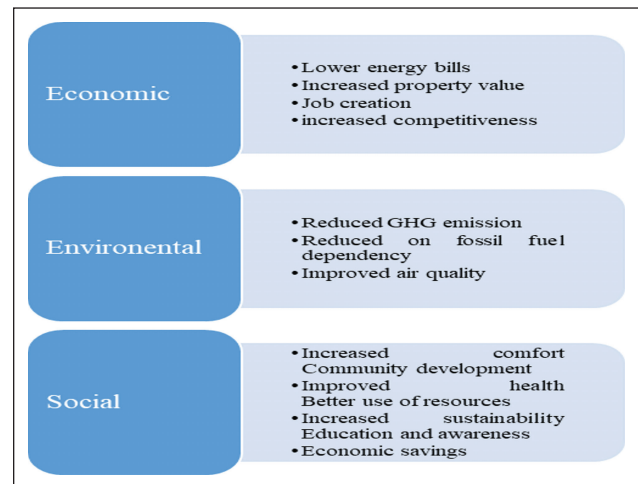 Economic
•Lower energy bills
•Increased property value
•Job creation
•increased competitiveness
Environental
•Reduced GHG emission
•Reduced on fossil fuel
dependency
•Improved air quality
Social
•Increased comfort
Community development
•Improved health
Better use of resources
•Increased sustainability
Education and awareness
•Economic savings